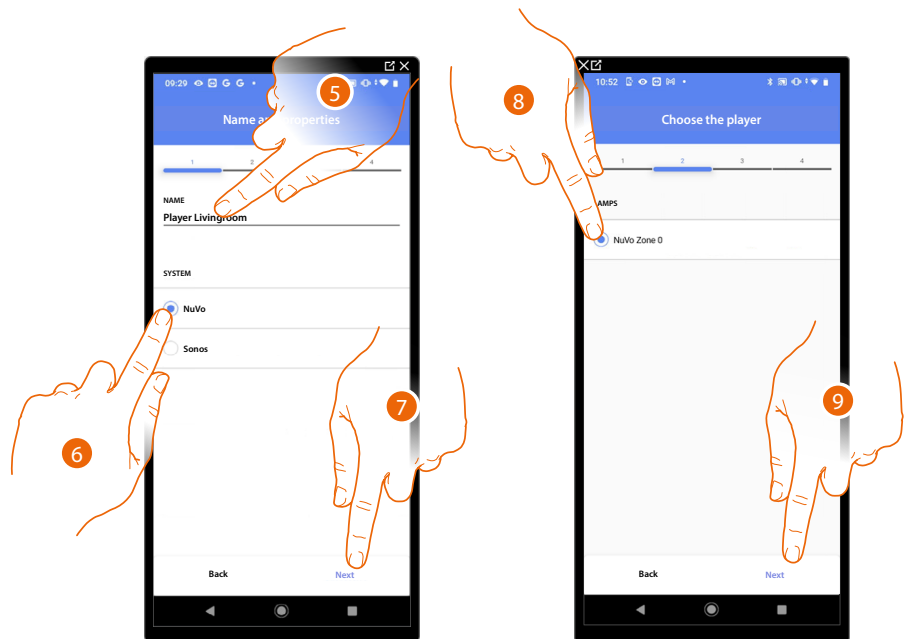 09:29 G G
5
Name a operties
1 2 4
NAME
Player Livingroom
SYSTEM
NuVo
Sonos
6
7
Back Next
8
10:52
Choose the player
1 2 3 4
AMPS
NuVo Zone 0
9
Back Next